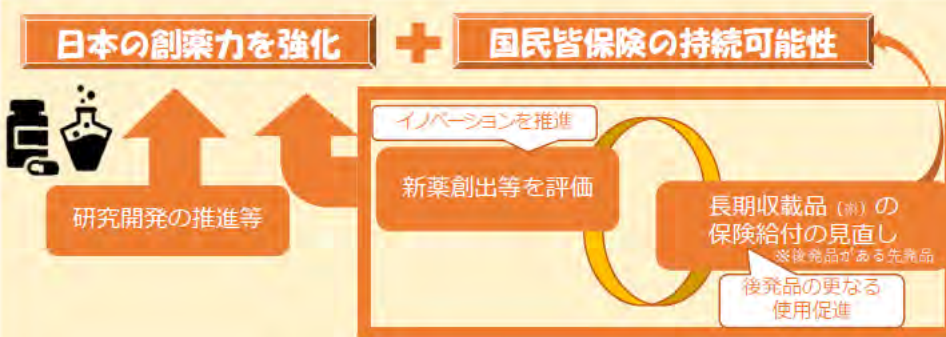 日本の創薬力を強化
+
国民皆保険の持続可能性
イノベーションを推進
新薬創出等を評価
研究開発の推進等
長期収載品(※)の
保険給付の見直し
※後発品がある先発品
後発品の更なる
使用促進